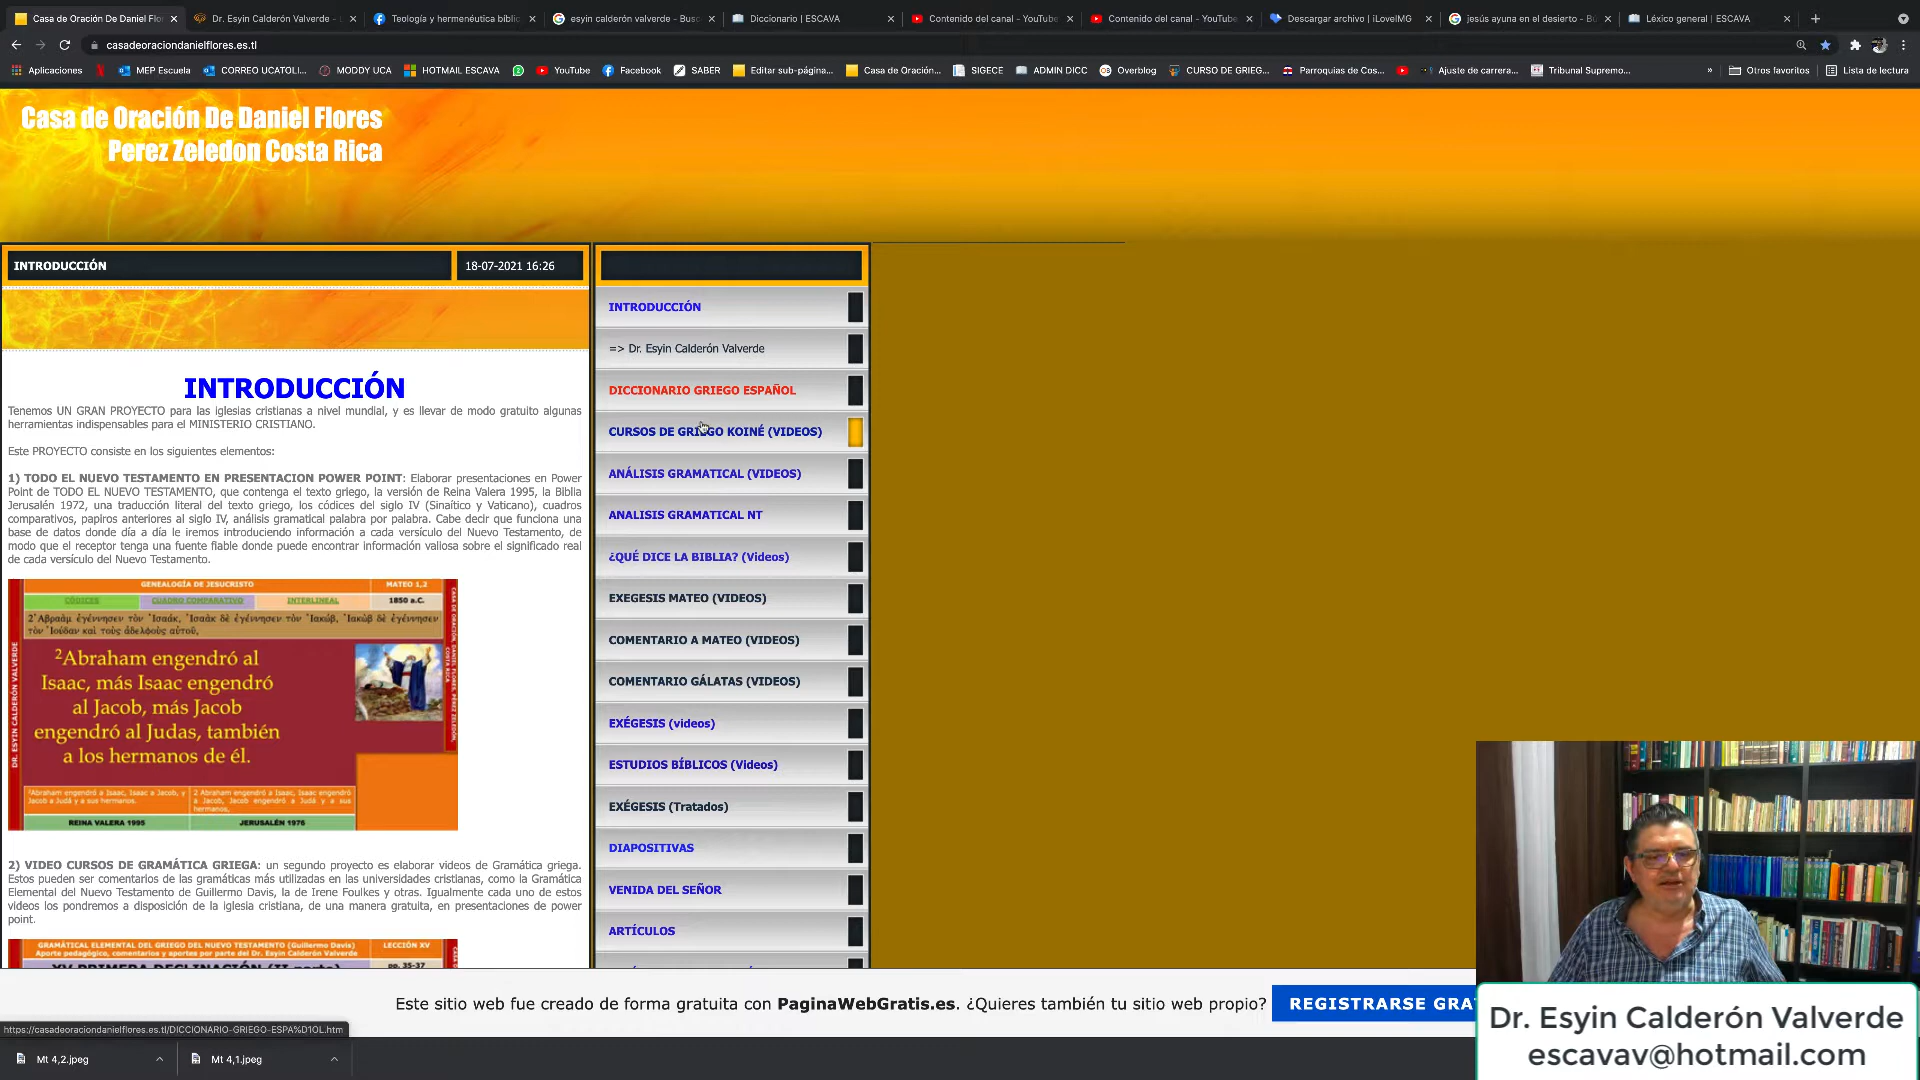 Casa de Oración De Daniel Flor
Dr. Esyin Calderón Valverde - L
Teología y hermenéutica bíblic
esyin calderón valverde - Busc
Diccionario | ESCAVA
Contenido del canal - YouTube
Contenido del canal - YouTube
Descargar archivo | iLoveIMG
jesús ayuna en el desierto - Bu
Léxico general | ESCAVA
casadeoraciondanielflores.es.tl
Aplicaciones
MEP Escuela
CORREO UCATOLI...
MODDY UCA
HOTMAIL ESCAVA
YouTube
Facebook
SABER
Editar sub-página...
Casa de Oración...
SIGECE
ADMIN DICC
Overblog
CURSO DE GRIEG...
Parroquias de Cos...
Ajuste de carrera...
Tribunal Supremo...
Otros favoritos
Lista de lectura
Casa de Oración De Daniel Flores
Perez Zeledon Costa Rica
INTRODUCCIÓN
18-07-2021 16:26
INTRODUCCIÓN
Tenemos UN GRAN PROYECTO para las iglesias cristianas a nivel mundial, y es llevar de modo gratuito algunas
herramientas indispensables para el MINISTERIO CRISTIANO.
Este PROYECTO consiste en los siguientes elementos:
1) TODO EL NUEVO TESTAMENTO EN PRESENTACION POWER POINT: Elaborar presentaciones en Power
Point de TODO EL NUEVO TESTAMENTO, que contenga el texto griego, la versión de Reina Valera 1995, la Biblia
Jerusalén 1972, una traducción literal del texto griego, los códices del siglo IV (Sinaítico y Vaticano), cuadros
comparativos, papiros anteriores al siglo IV, análisis gramatical palabra por palabra. Cabe decir que funciona una
base de datos donde día a día le iremos introduciendo información a cada versículo del Nuevo Testamento, de
modo que el receptor tenga una fuente fiable donde puede encontrar información valiosa sobre el significado real
de cada versículo del Nuevo Testamento.
GENEALOGÍA DE JESUCRISTO
MATEO 1,2
CÓDICES
CUADRO COMPARATIVO
INTERLINEAL
1850 a.C.
2 Ἀβραὰμ ἐγέννησεν τὸν Ἰσαάκ, Ἰσαὰκ δὲ ἐγέννησεν τὸν Ἰακώβ, Ἰακὼβ δὲ ἐγέννησεν
τὸν Ἰούδαν καὶ τοὺς ἀδελφοὺς αὐτοῦ,
2Abraham engendró al
Isaac, más Isaac engendró
al Jacob, más Jacob
engendró al Judas, también
a los hermanos de él.
DR. ESYIN CALDERÓN VALVERDE
CASA DE ORACIÓN, DANIEL FLORES, PÉREZ ZELEDÓN,
COSTA RICA
2Abraham engendró a Isaac, Isaac a Jacob, y
Jacob a Judá y a sus hermanos.
2 Abraham engendró a Isaac, Isaac engendró
a Jacob, Jacob engendró a Judá y a sus
hermanos,
REINA VALERA 1995
JERUSALÉN 1976
2) VIDEO CURSOS DE GRAMÁTICA GRIEGA: un segundo proyecto es elaborar videos de Gramática griega.
Estos pueden ser comentarios de las gramáticas más utilizadas en las universidades cristianas, como la Gramática
Elemental del Nuevo Testamento de Guillermo Davis, la de Irene Foulkes y otras. Igualmente cada uno de estos
videos los pondremos a disposición de la iglesia cristiana, de una manera gratuita, en presentaciones de power
point.
GRAMÁTICAL ELEMENTAL DEL GRIEGO DEL NUEVO TESTAMENTO (Guillermo Davis)
Aporte pedagógico, comentarios y aportes por parte del Dr. Esyin Calderón Valverde
LECCIÓN XV
pp. 35-37
XV PRIMERA DECLINACIÓN (II parte)
INTRODUCCIÓN
=> Dr. Esyin Calderón Valverde
DICCIONARIO GRIEGO ESPAÑOL
CURSOS DE GRIEGO KOINÉ (VIDEOS)
ANÁLISIS GRAMATICAL (VIDEOS)
ANALISIS GRAMATICAL NT
¿QUÉ DICE LA BIBLIA? (Videos)
EXEGESIS MATEO (VIDEOS)
COMENTARIO A MATEO (VIDEOS)
COMENTARIO GÁLATAS (VIDEOS)
EXÉGESIS (videos)
ESTUDIOS BÍBLICOS (Videos)
EXÉGESIS (Tratados)
DIAPOSITIVAS
VENIDA DEL SEÑOR
ARTÍCULOS
Este sitio web fue creado de forma gratuita con PaginaWebGratis.es. ¿Quieres también tu sitio web propio?
REGISTRARSE GRAT
https://casadeoraciondanielflores.es.tl/DICCIONARIO-GRIEGO-ESPA%D1OL.htm
Mt 4,2.jpeg
Mt 4,1.jpeg
Dr. Esyin Calderón Valverde
escavav@hotmail.com